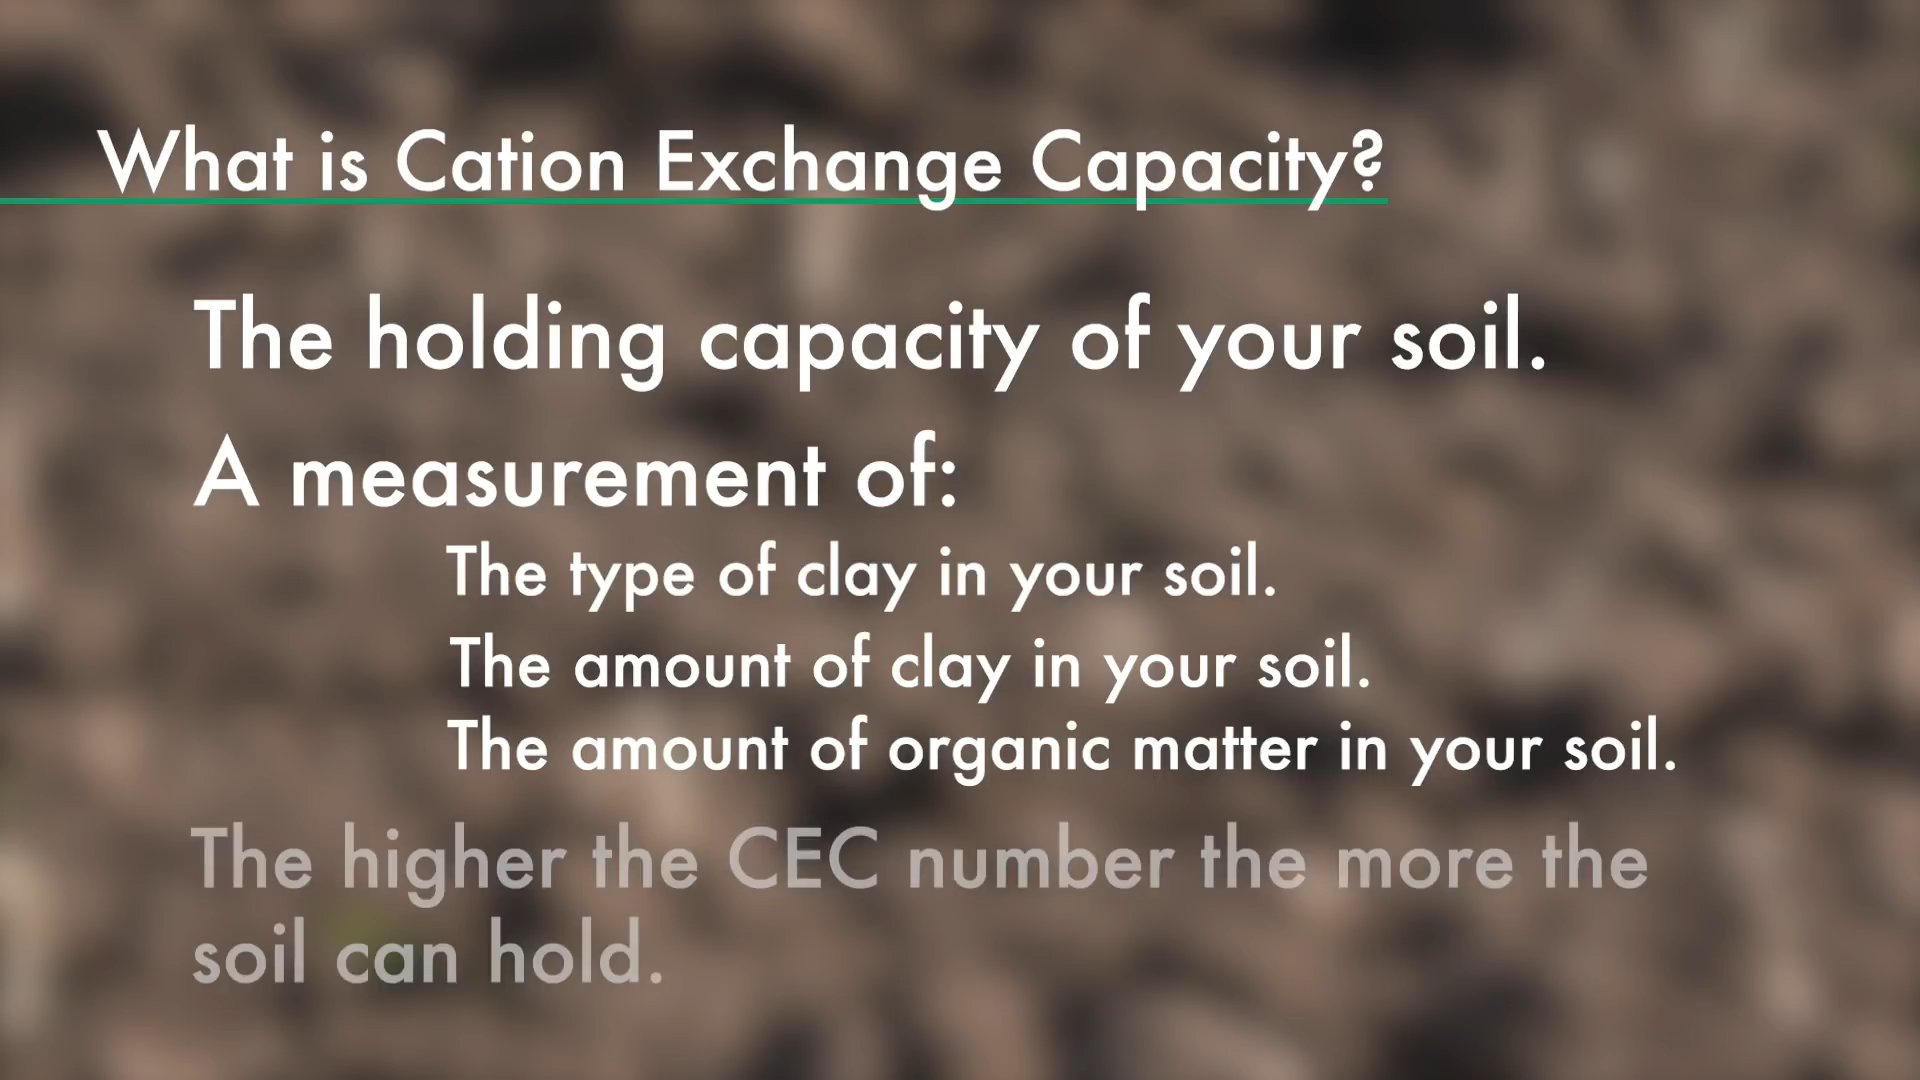 What is Cation Exchange Capacity?
The holding capacity of your soil.
A measurement of:
The type of clay in your soil.
The amount of clay in your soil.
The amount of organic matter in your soil.
The higher the CEC number the more the
soil can hold.